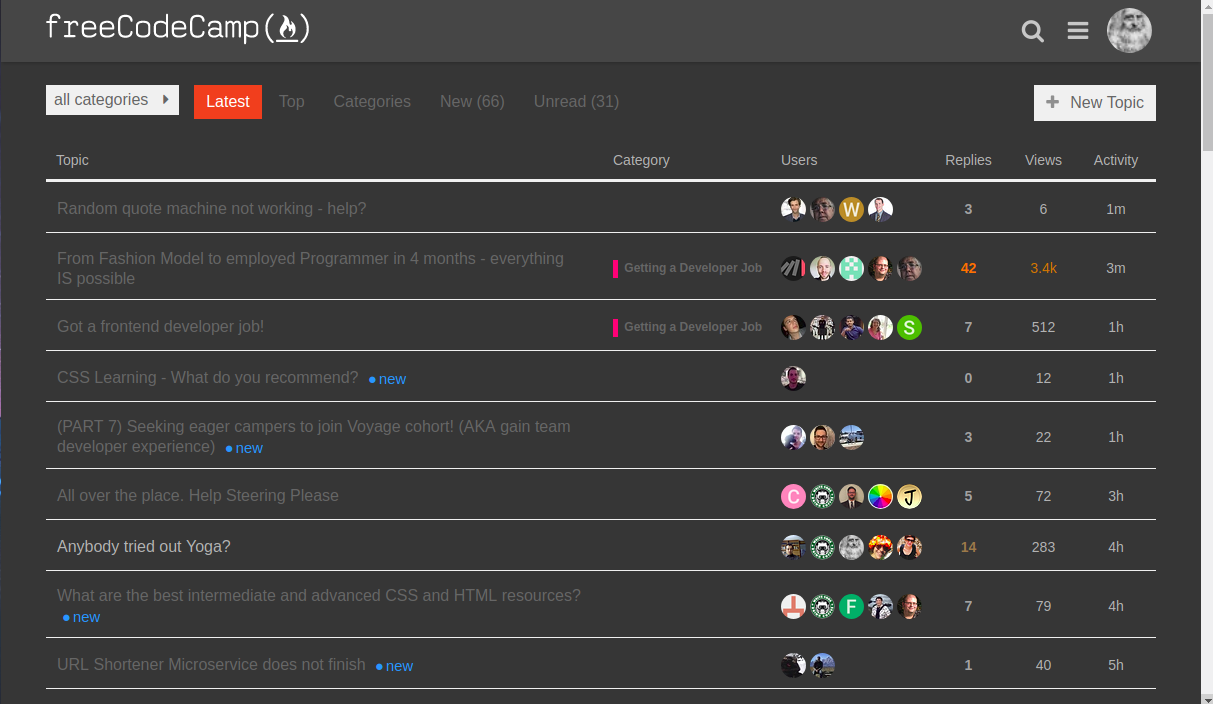 freeCodeCamp(🔥)
all categories Latest Top Categories New (66) Unread (31) + New Topic
Topic Category Users Replies Views Activity
Random quote machine not working - help? W 3 6 1m
From Fashion Model to employed Programmer in 4 months - everything
IS possible Getting a Developer Job 42 3.4k 3m
Got a frontend developer job! Getting a Developer Job S 7 512 1h
CSS Learning - What do you recommend? • new 0 12 1h
(PART 7) Seeking eager campers to join Voyage cohort! (AKA gain team
developer experience) • new 3 22 1h
All over the place. Help Steering Please C J 5 72 3h
Anybody tried out Yoga? 14 283 4h
What are the best intermediate and advanced CSS and HTML resources?
• new F 7 79 4h
URL Shortener Microservice does not finish • new 1 40 5h